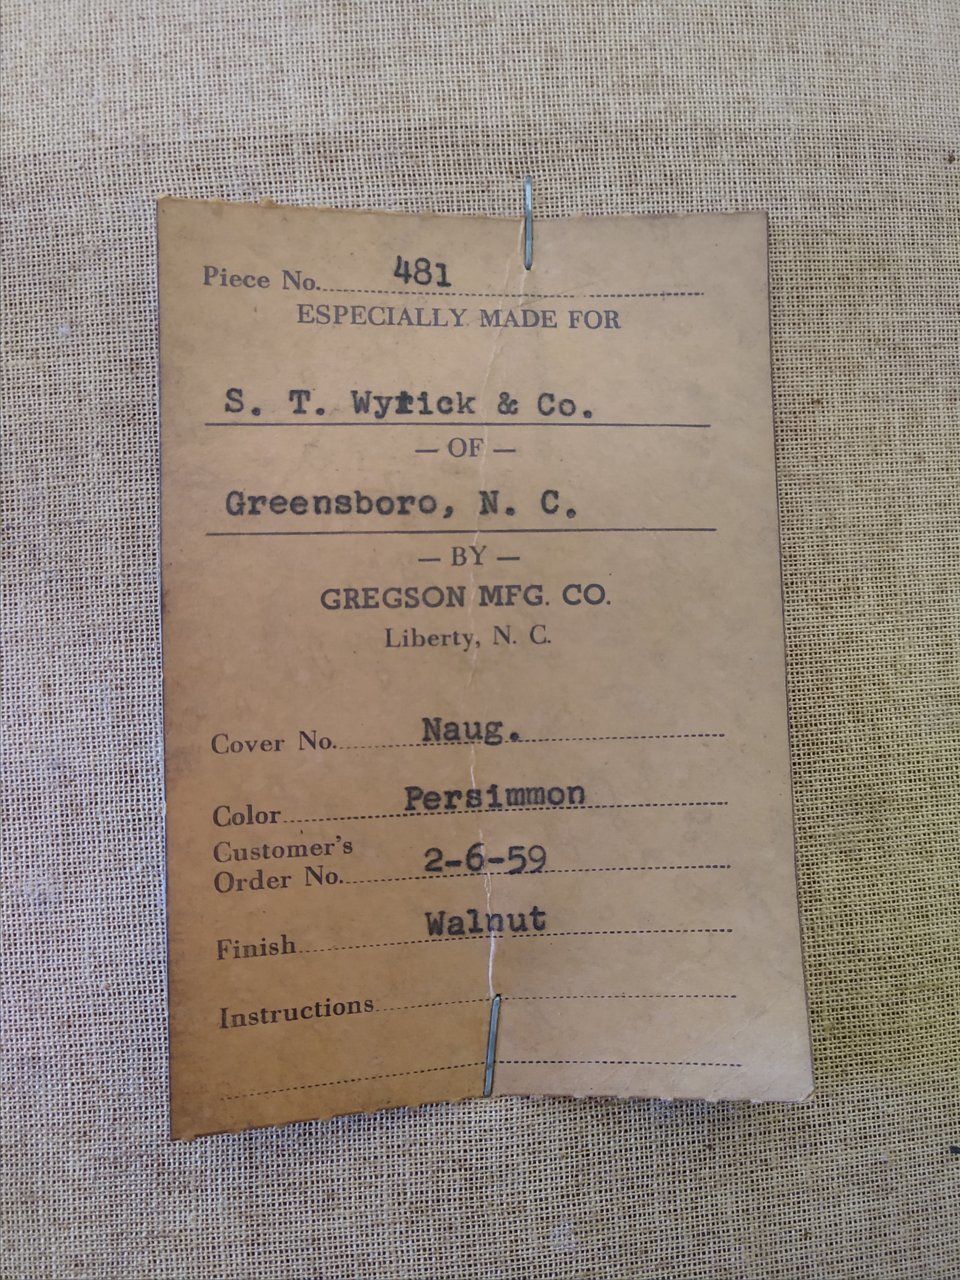 Piece No. 481
ESPECIALLY MADE FOR
S. T. Wyrick & Co.
— OF —
Greensboro, N. C.
— BY —
GREGSON MFG. CO.
Liberty, N. C.
Cover No. Naug.
Color Persimmon
Customer's
Order No. 2-6-59
Finish Walnut
Instructions